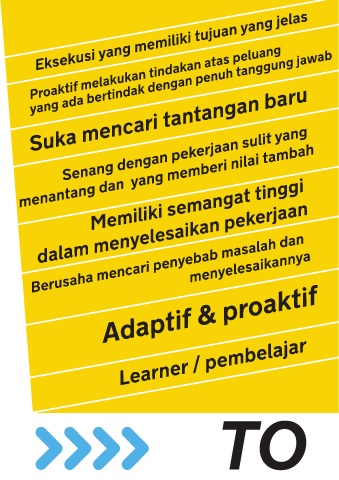 Eksekusi yang memiliki tujuan yang jelas
Proaktif melakukan tindakan atas peluang
yang ada bertindak dengan penuh tanggung jawab
Suka mencari tantangan baru
Senang dengan pekerjaan sulit yang
menantang dan yang memberi nilai tambah
Memiliki semangat tinggi
dalam menyelesaikan pekerjaan
Berusaha mencari penyebab masalah dan
menyelesaikannya
Adaptif & proaktif
Learner / pembelajar
TO